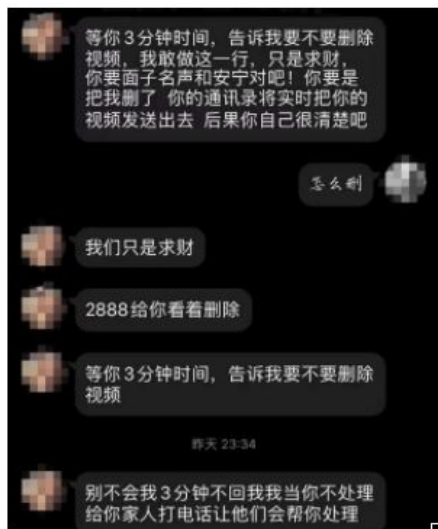 等你3分钟时间，告诉我要不要删除
视频，我敢做这一行，只是求财，
你要面子名声和安宁对吧！你要是
把我删了 你的通讯录将实时把你的
视频发送出去 后果你自己很清楚吧
怎么删
我们只是求财
2888给你看着删除
等你3分钟时间，告诉我要不要删除
视频
昨天 23:34
别不会我3分钟不回我我当你不处理
给你家人打电话让他们会帮你处理